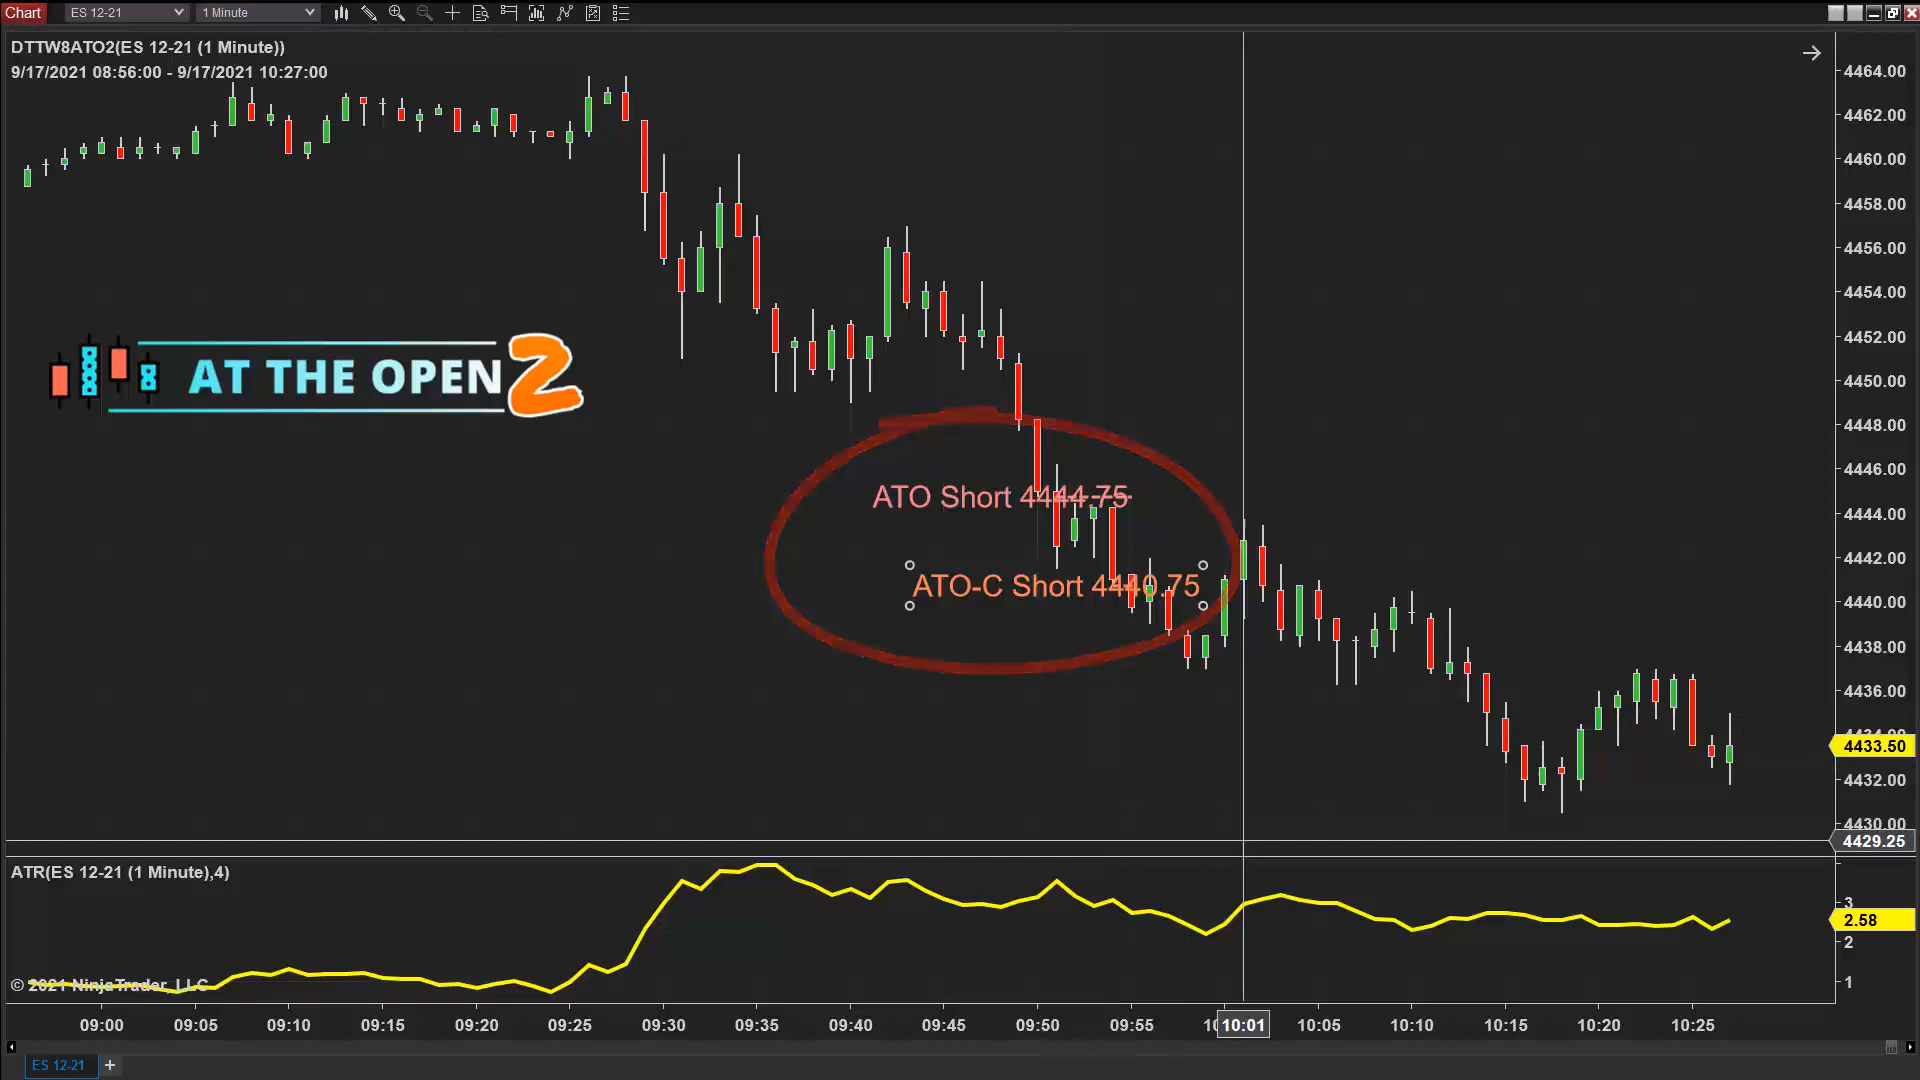 Chart ES 12-21 1 Minute
DTTW8ATO2(ES 12-21 (1 Minute))
9/17/2021 08:56:00 - 9/17/2021 10:27:00
4464.00
4462.00
4460.00
4458.00
4456.00
4454.00
4452.00
4450.00
4448.00
4446.00
4444.00
4442.00
4440.00
4438.00
4436.00
4434.00
4433.50
4432.00
4430.00
4429.25
AT THE OPEN 2
ATO Short 4444.75
ATO-C Short 4440.75
ATR(ES 12-21 (1 Minute),4)
3
2.58
2
1
© 2021 NinjaTrader, LLC
09:00 09:05 09:10 09:15 09:20 09:25 09:30 09:35 09:40 09:45 09:50 09:55 10:01 10:05 10:10 10:15 10:20 10:25
ES 12-21 +